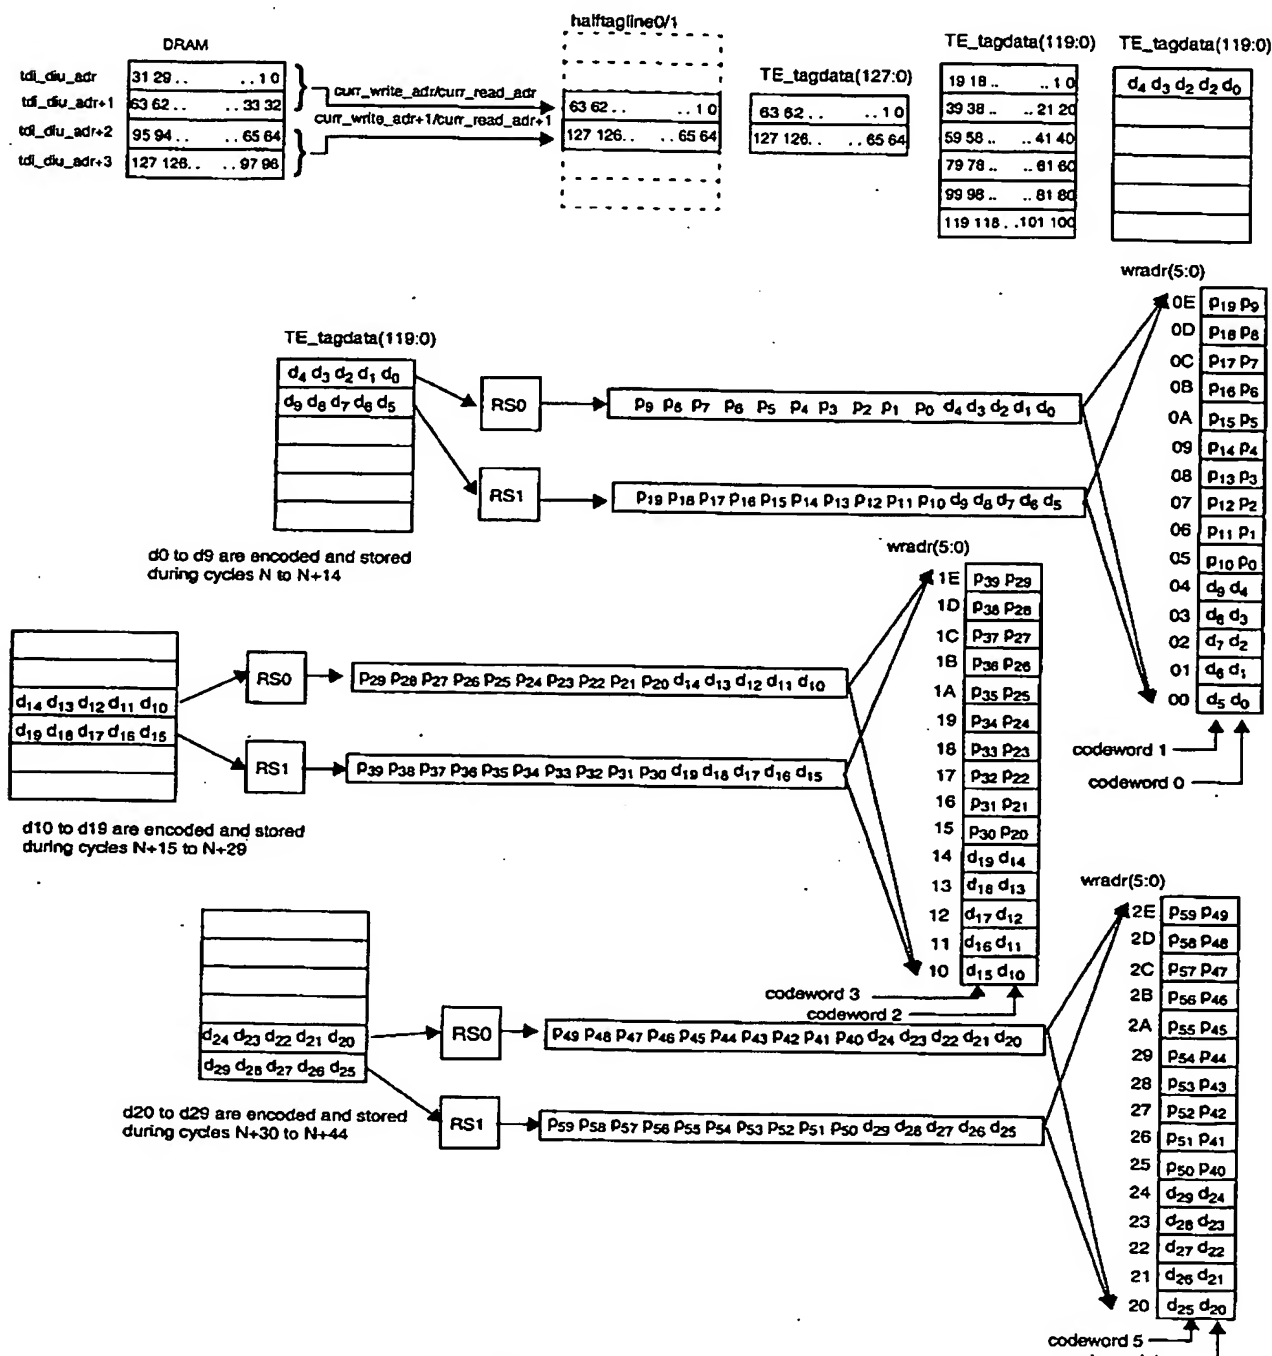 halftagline0/1
DRAM
TE_tagdata(119:0) TE_tagdata(119:0)
tdi_diu_adr 31 29 . . . . 1 0
tdi_diu_adr+1 63 62 . . . . 33 32
tdi_diu_adr+2 95 94 . . . . 65 64
tdi_diu_adr+3 127 126. . . . 97 96
curr_write_adr/curr_read_adr
curr_write_adr+1/curr_read_adr+1
63 62 . . . . 1 0
127 126. . . . 65 64
TE_tagdata(127:0)
63 62 . . . . 1 0
127 126. . . . 65 64
19 18 . . . . 1 0
39 38 . . . . 21 20
59 58 . . . . 41 40
79 78 . . . . 61 60
99 98 . . . . 81 80
119 118 . . 101 100
d4 d3 d2 d2 d0
wradr(5:0)
0E p19 p9
0D p18 p8
0C p17 p7
0B p16 p6
0A p15 p5
09 p14 p4
08 p13 p3
07 p12 p2
06 p11 p1
05 p10 p0
04 d9 d4
03 d8 d3
02 d7 d2
01 d6 d1
00 d5 d0
codeword 1
codeword 0
TE_tagdata(119:0)
d4 d3 d2 d1 d0
d9 d8 d7 d6 d5
RS0
p9 p8 p7 p6 p5 p4 p3 p2 p1 p0 d4 d3 d2 d1 d0
RS1
p19 p18 p17 p16 p15 p14 p13 p12 p11 p10 d9 d8 d7 d6 d5
d0 to d9 are encoded and stored
during cycles N to N+14
wradr(5:0)
1E p39 p29
1D p38 p28
1C p37 p27
1B p36 p26
1A p35 p25
19 p34 p24
18 p33 p23
17 p32 p22
16 p31 p21
15 p30 p20
14 d19 d14
13 d18 d13
12 d17 d12
11 d16 d11
10 d15 d10
codeword 3
codeword 2
d14 d13 d12 d11 d10
d19 d18 d17 d16 d15
RS0
p29 p28 p27 p26 p25 p24 p23 p22 p21 p20 d14 d13 d12 d11 d10
RS1
p39 p38 p37 p36 p35 p34 p33 p32 p31 p30 d19 d18 d17 d16 d15
d10 to d19 are encoded and stored
during cycles N+15 to N+29
wradr(5:0)
2E p59 p49
2D p58 p48
2C p57 p47
2B p56 p46
2A p55 p45
29 p54 p44
28 p53 p43
27 p52 p42
26 p51 p41
25 p50 p40
24 d29 d24
23 d28 d23
22 d27 d22
21 d26 d21
20 d25 d20
codeword 5
d24 d23 d22 d21 d20
d29 d28 d27 d26 d25
RS0
p49 p48 p47 p46 p45 p44 p43 p42 p41 p40 d24 d23 d22 d21 d20
RS1
p59 p58 p57 p56 p55 p54 p53 p52 p51 p50 d29 d28 d27 d26 d25
d20 to d29 are encoded and stored
during cycles N+30 to N+44